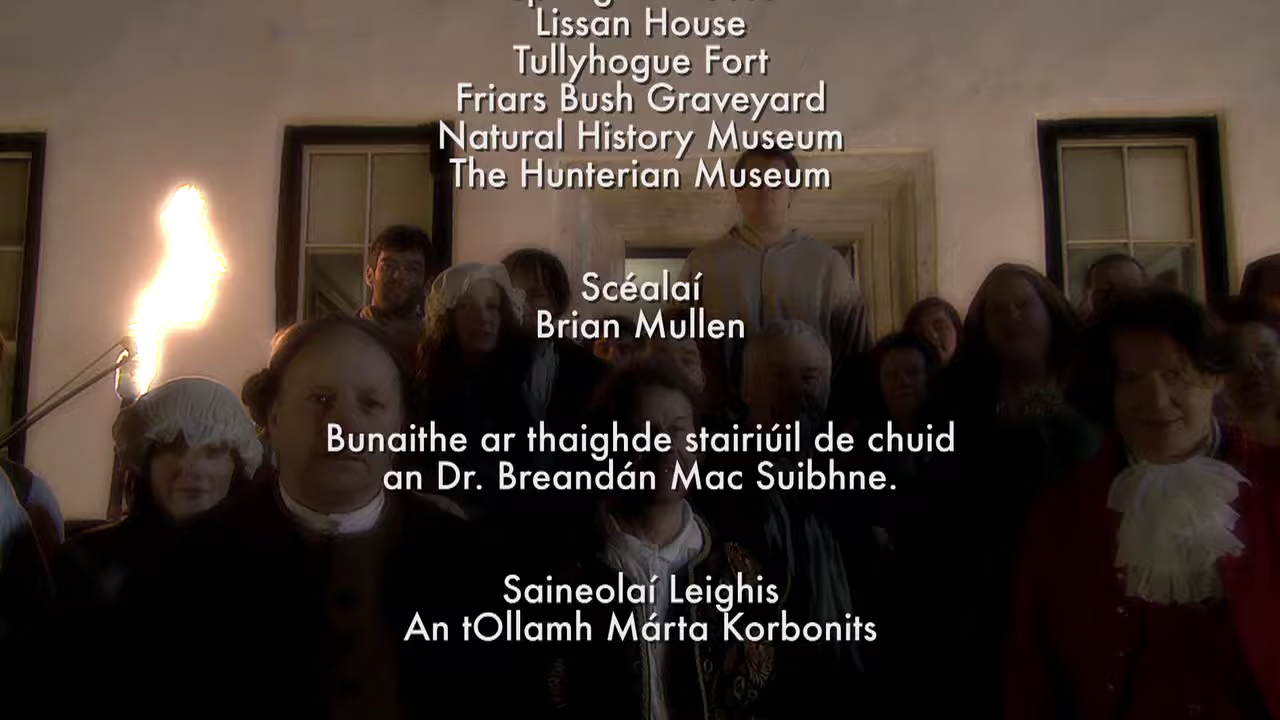 Lissan House
Tullyhogue Fort
Friars Bush Graveyard
Natural History Museum
The Hunterian Museum
Scéalaí
Brian Mullen
Bunaithe ar thaighde stairiúil de chuid
an Dr. Breandán Mac Suibhne.
Saineolaí Leighis
An tOllamh Márta Korbonits